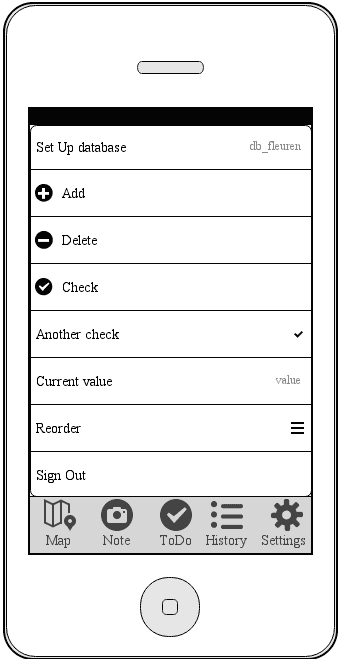 Set Up database db_fleuren
Add
Delete
Check
Another check
Current value value
Reorder
Sign Out
Map Note ToDo History Settings